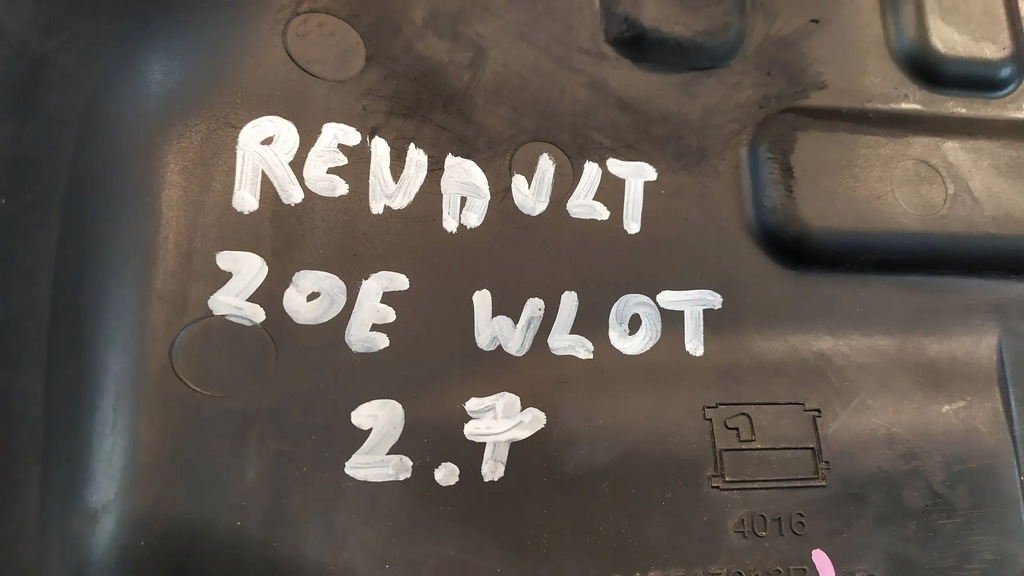 RENAULT
ZOE WLOT
2.7
4016